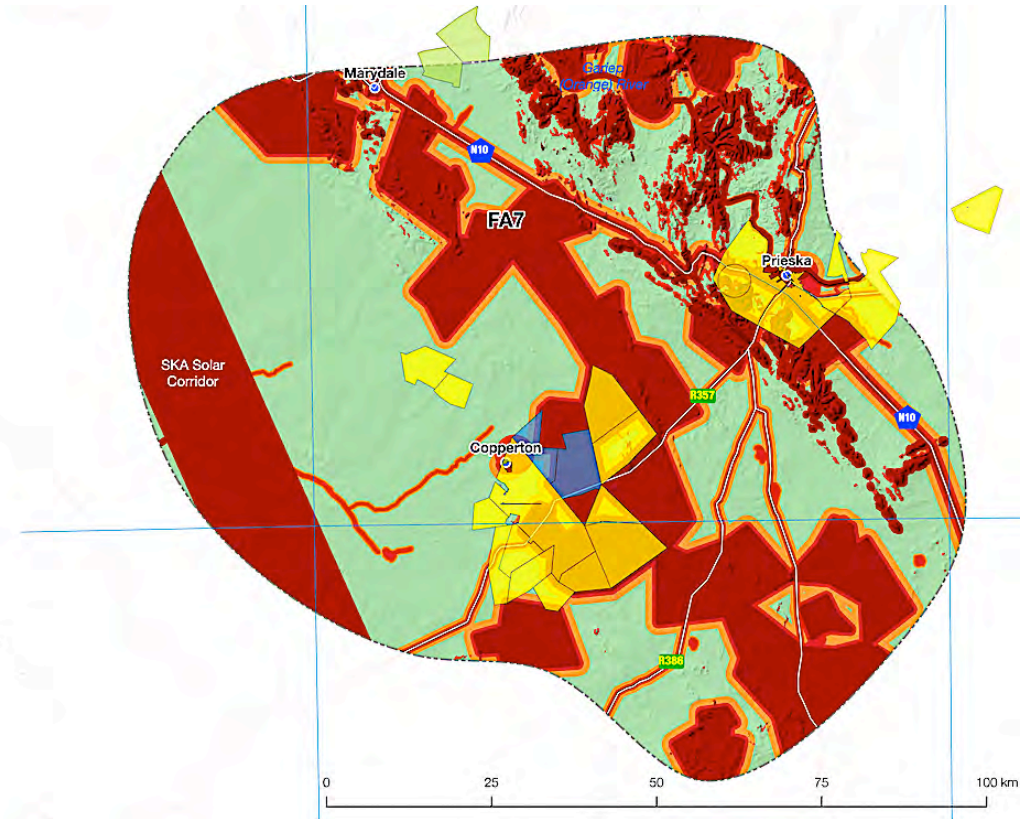 Marydale
Gariep
(Orange) River
N10
FA7
Prieska
SKA Solar
Corridor
R357
N10
Copperton
R386
0 25 50 75 100 km